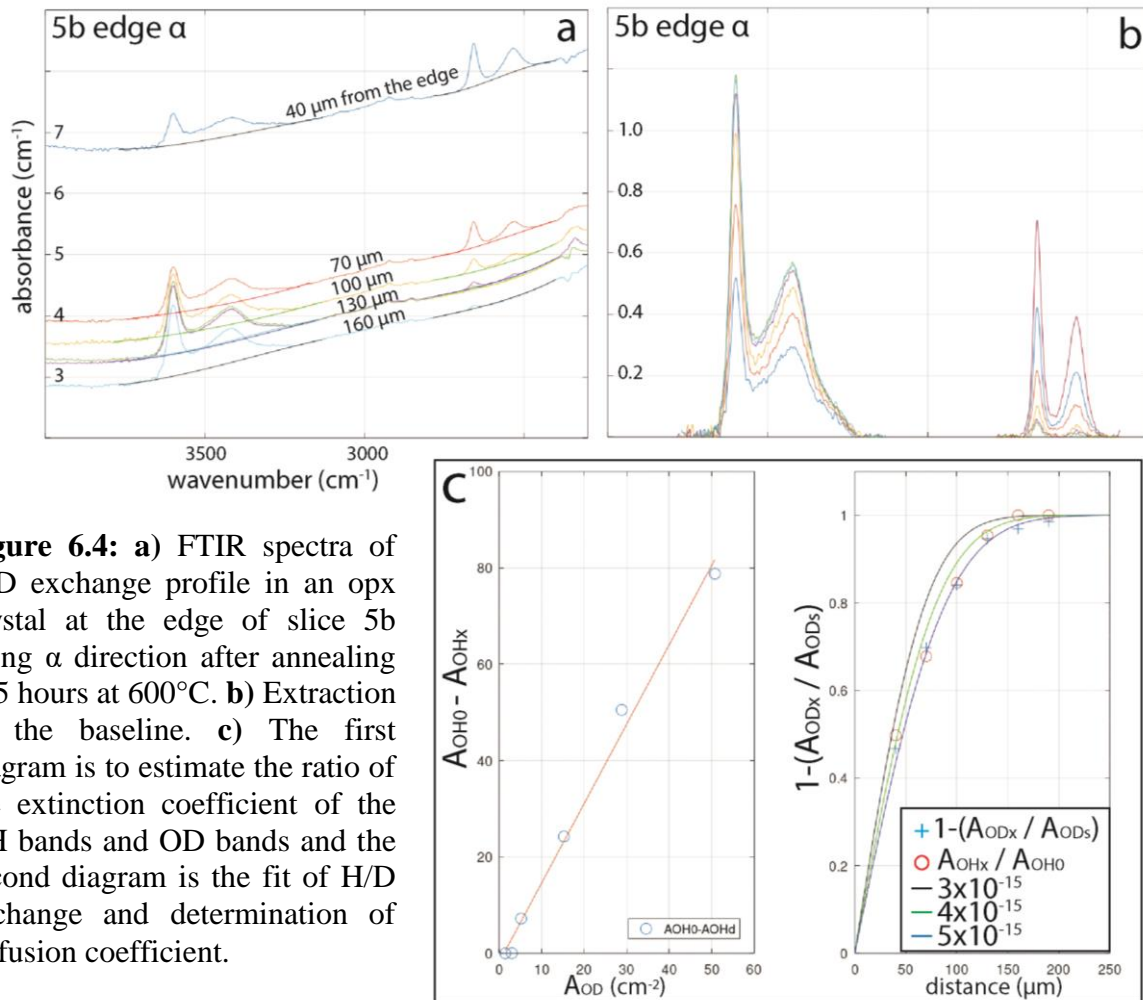 5b edge α
a
40 µm from the edge
absorbance (cm-1)
7
6
5
4
3
70 µm
100 µm
130 µm
160 µm
3500
3000
wavenumber (cm-1)
5b edge α
b
1.0
0.8
0.6
0.4
0.2
gure 6.4: a) FTIR spectra of
D exchange profile in an opx
ystal at the edge of slice 5b
ng α direction after annealing
5 hours at 600°C. b) Extraction
the baseline. c) The first
agram is to estimate the ratio of
extinction coefficient of the
H bands and OD bands and the
cond diagram is the fit of H/D
change and determination of
fusion coefficient.
C
AOH0 - AOHx
100
80
60
40
20
0
0 10 20 30 40 50 60
AOD (cm-2)
AOH0-AOHd
1-(AODx / AODs)
1
0.8
0.6
0.4
0.2
0
0 50 100 150 200 250
distance (µm)
1-(AODx / AODs)
AOHx / AOH0
3x10-15
4x10-15
5x10-15